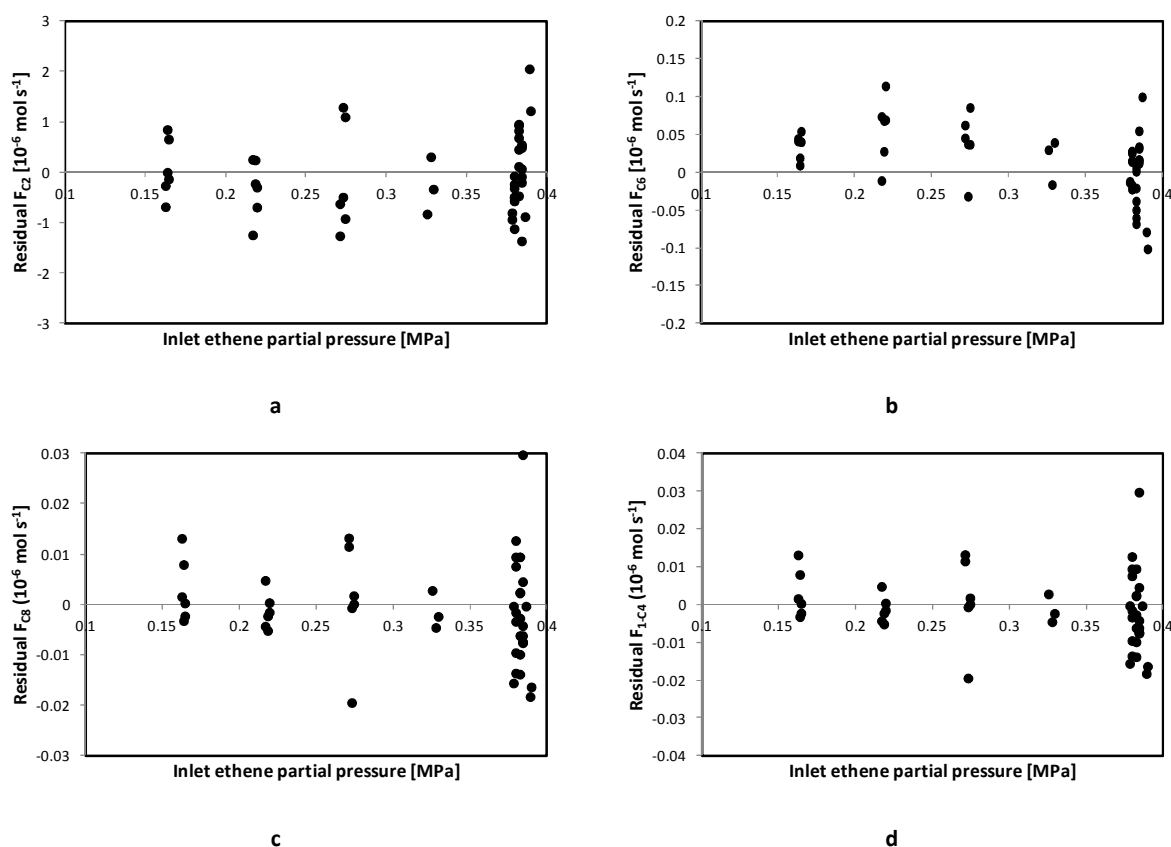 3
2
1
0
-1
-2
-3
0.1 0.15 0.2 0.25 0.3 0.35 0.4
Residual F_C2 [10⁻⁶ mol s⁻¹]
Inlet ethene partial pressure [MPa]
a
0.2
0.15
0.1
0.05
0
-0.05
-0.1
-0.15
-0.2
0.1 0.15 0.2 0.25 0.3 0.35 0.4
Residual F_C6 [10⁻⁶ mol s⁻¹]
Inlet ethene partial pressure [MPa]
b
0.03
0.02
0.01
0
-0.01
-0.02
-0.03
0.1 0.15 0.2 0.25 0.3 0.35 0.4
Residual F_C8 (10⁻⁶ mol s⁻¹]
Inlet ethene partial pressure [MPa]
c
0.04
0.03
0.02
0.01
0
-0.01
-0.02
-0.03
-0.04
0.1 0.15 0.2 0.25 0.3 0.35 0.4
Residual F_1-C4 (10⁻⁶ mol s⁻¹]
Inlet ethene partial pressure [MPa]
d